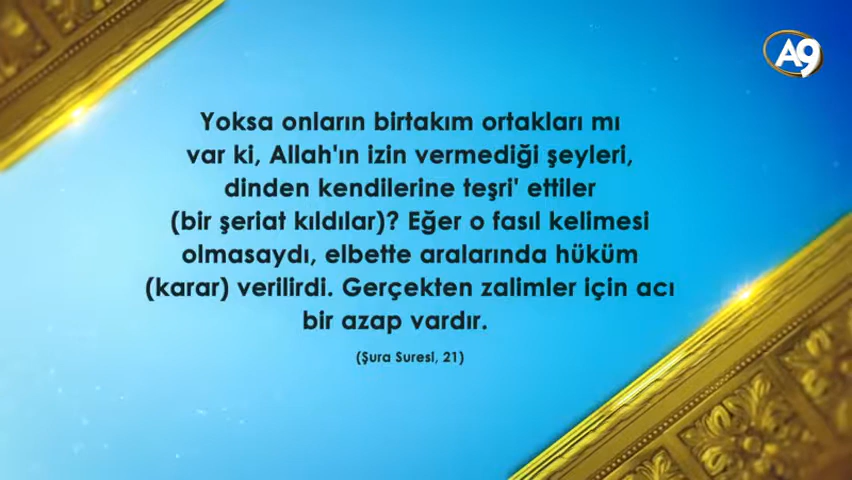 A9
Yoksa onların birtakım ortakları mı
var ki, Allah'ın izin vermediği şeyleri,
dinden kendilerine teşri' ettiler
(bir şeriat kıldılar)? Eğer o fasıl kelimesi
olmasaydı, elbette aralarında hüküm
(karar) verilirdi. Gerçekten zalimler için acı
bir azap vardır.
(Şura Suresi, 21)